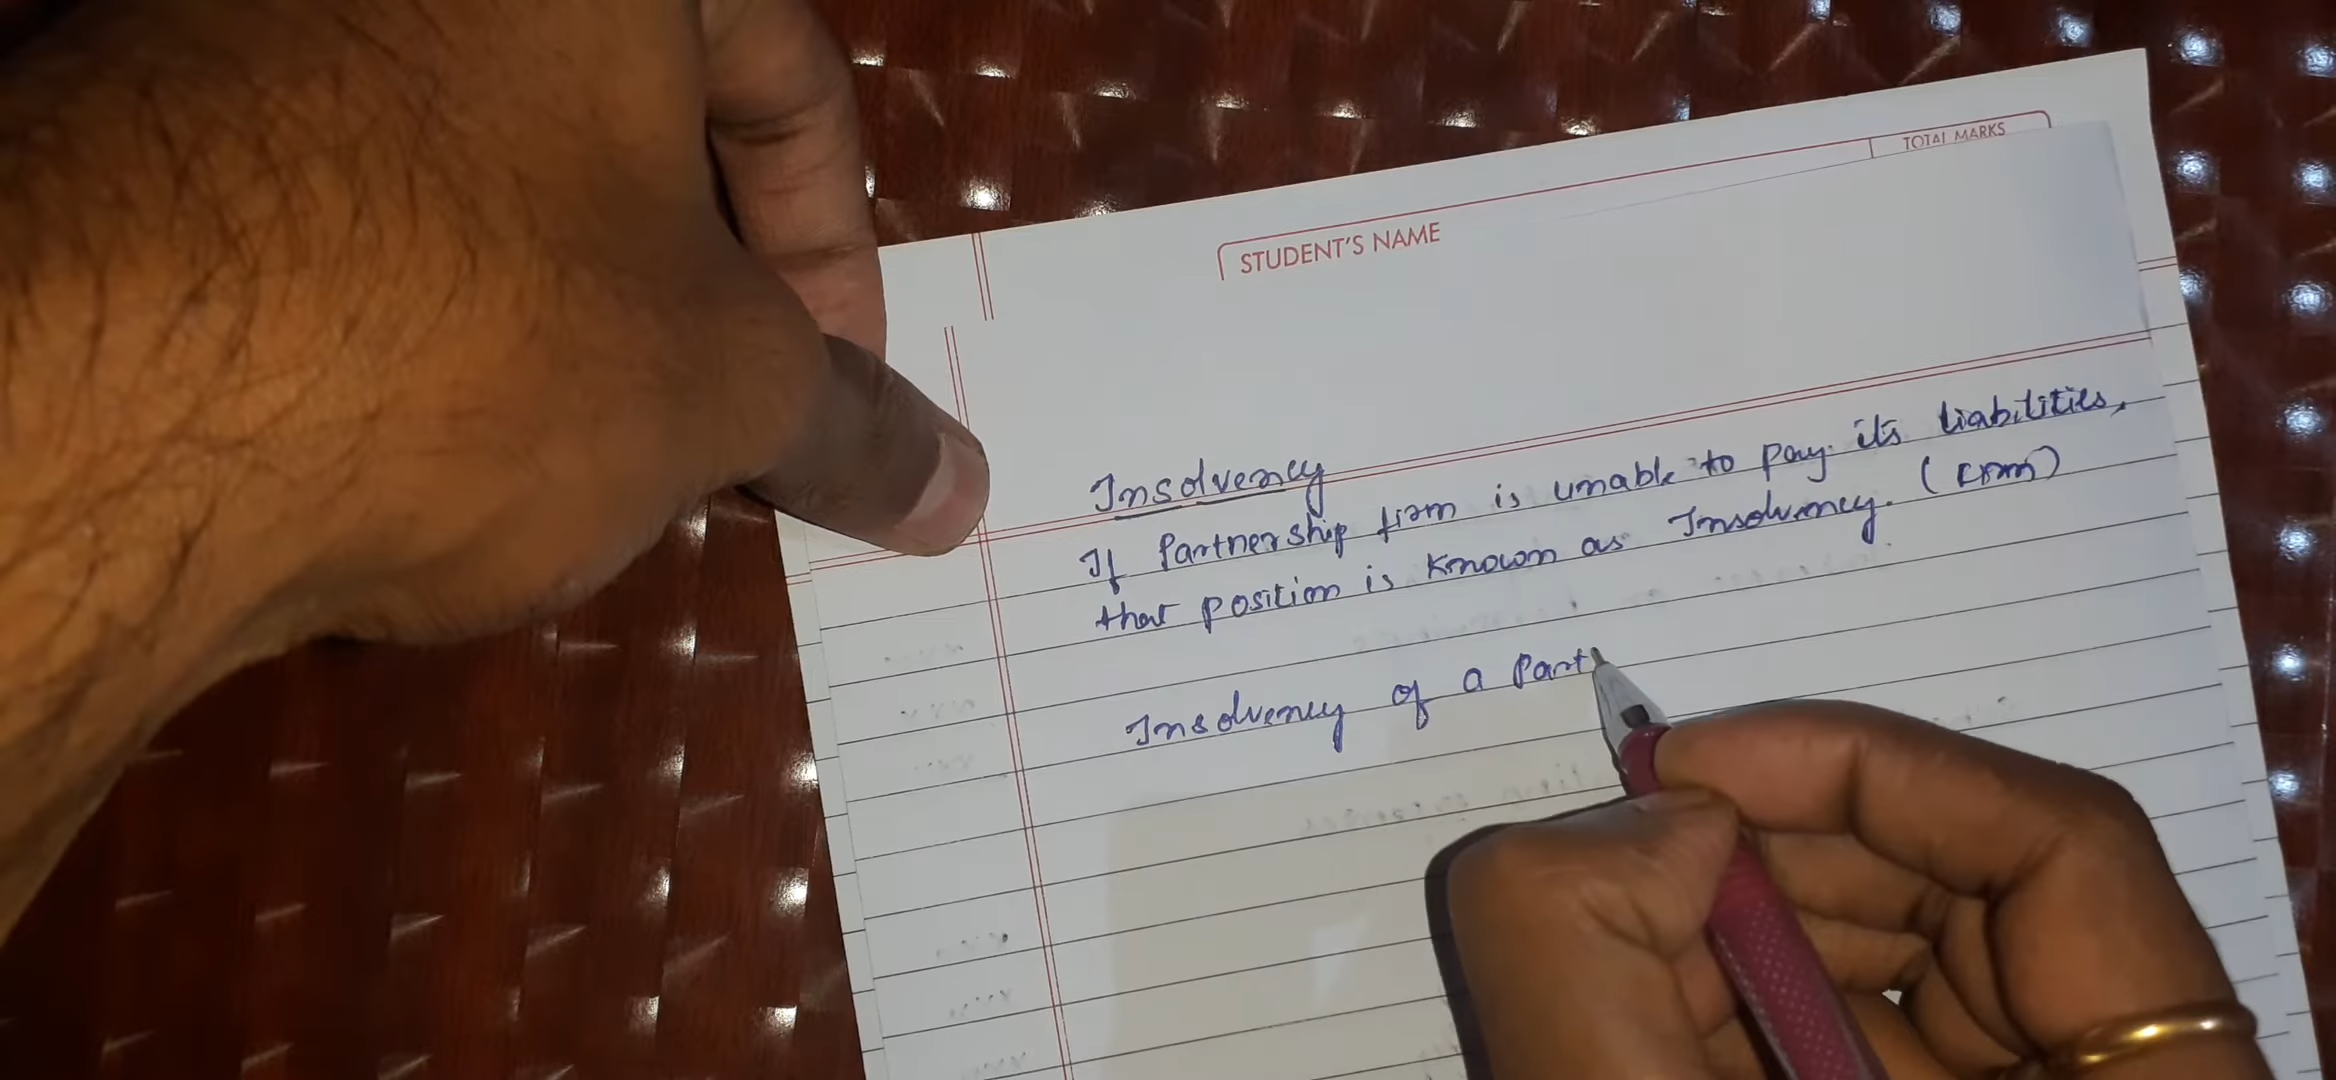 TOTAL MARKS
STUDENT'S NAME
Insolvency
If Partnership firm is unable to pay its liabilities,
that position is known as Insolvency. (Firm)
Insolvency of a Part